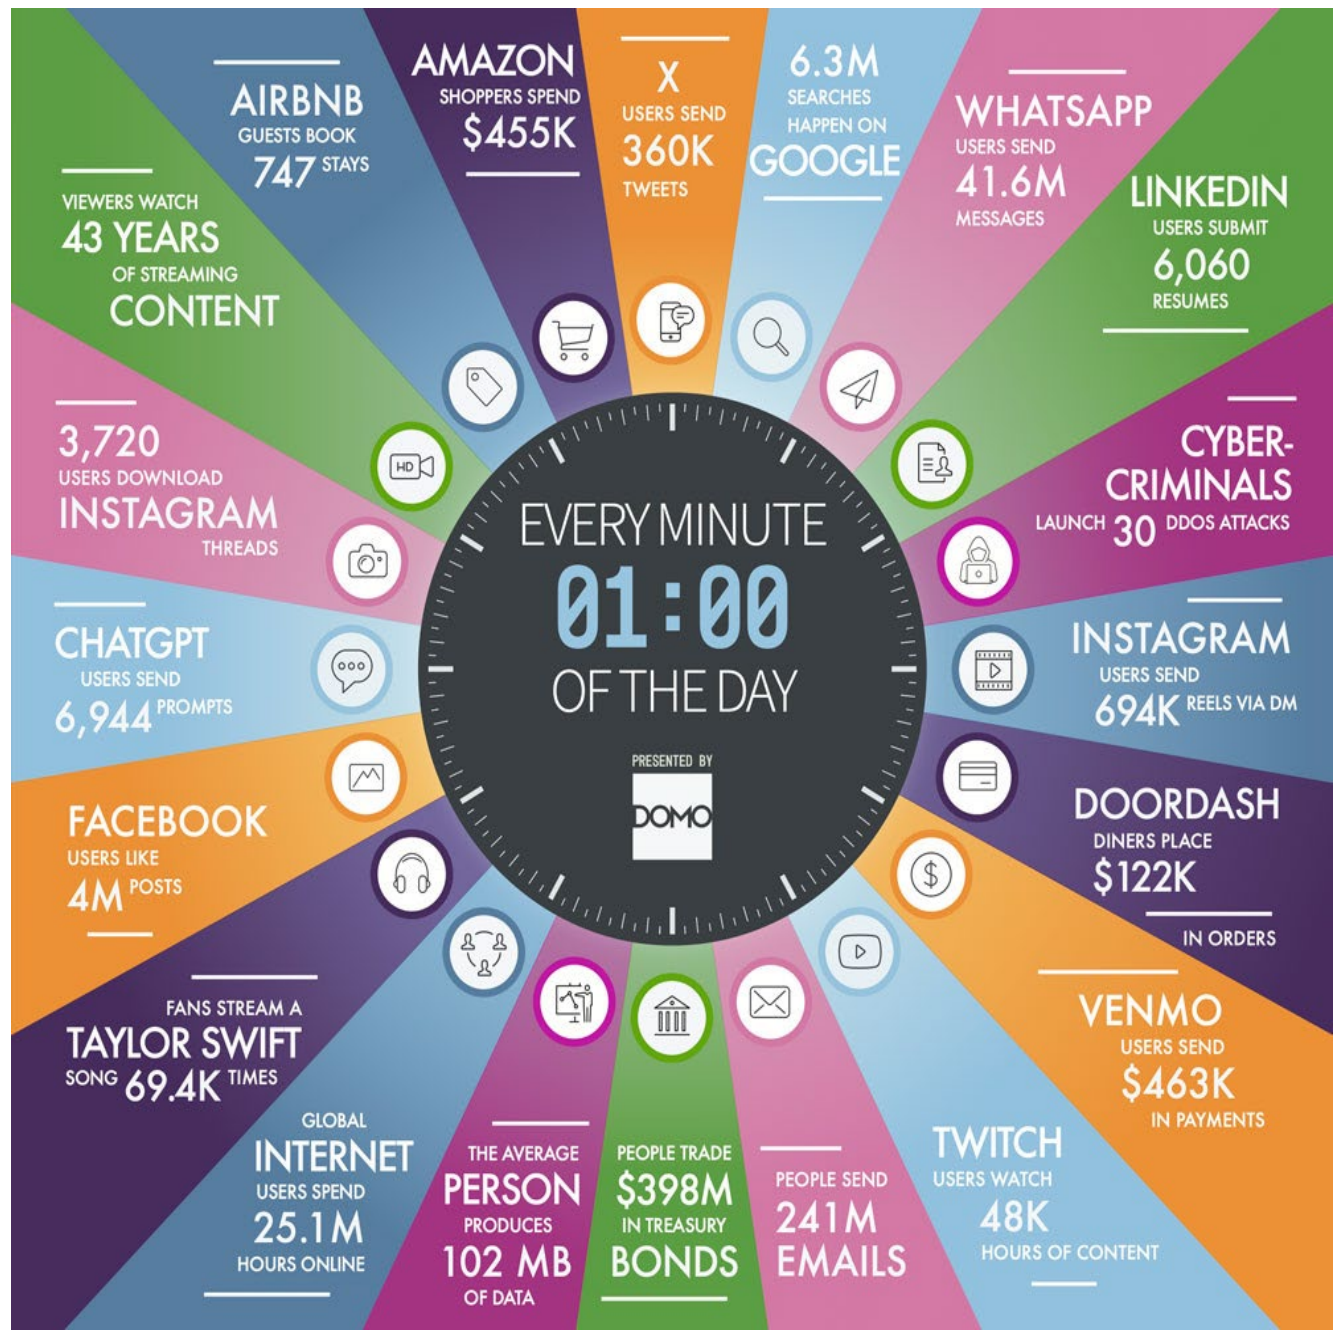 AIRBNB
GUESTS BOOK
747 STAYS
AMAZON
SHOPPERS SPEND
$455K
X
USERS SEND
360K
TWEETS
6.3M
SEARCHES
HAPPEN ON
GOOGLE
WHATSAPP
USERS SEND
41.6M
MESSAGES
LINKEDIN
USERS SUBMIT
6,060
RESUMES
CYBER-
CRIMINALS
LAUNCH 30 DDOS ATTACKS
INSTAGRAM
USERS SEND
694K REELS VIA DM
DOORDASH
DINERS PLACE
$122K
IN ORDERS
VENMO
USERS SEND
$463K
IN PAYMENTS
TWITCH
USERS WATCH
48K
HOURS OF CONTENT
PEOPLE SEND
241M
EMAILS
PEOPLE TRADE
$398M
IN TREASURY
BONDS
THE AVERAGE
PERSON
PRODUCES
102 MB
OF DATA
GLOBAL
INTERNET
USERS SPEND
25.1M
HOURS ONLINE
FANS STREAM A
TAYLOR SWIFT
SONG 69.4K TIMES
FACEBOOK
USERS LIKE
4M POSTS
CHATGPT
USERS SEND
6,944 PROMPTS
3,720
USERS DOWNLOAD
INSTAGRAM
THREADS
VIEWERS WATCH
43 YEARS
OF STREAMING
CONTENT
HD
EVERY MINUTE
01:00
OF THE DAY
PRESENTED BY
DOMO